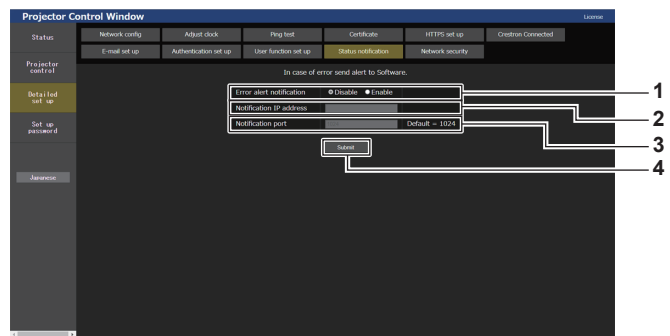 Projector Control Window
License
Status
Network config
Adjust clock
Ping test
Certificate
HTTPS set up
Crestron Connected
E-mail set up
Authentication set up
User function set up
Status notification
Network security
Projector
control
Detailed
set up
Set up
password
Japanese
In case of error send alert to Software.
Error alert notification
Disable Enable
1
Notification IP address
2
Notification port
Default = 1024
3
Submit
4